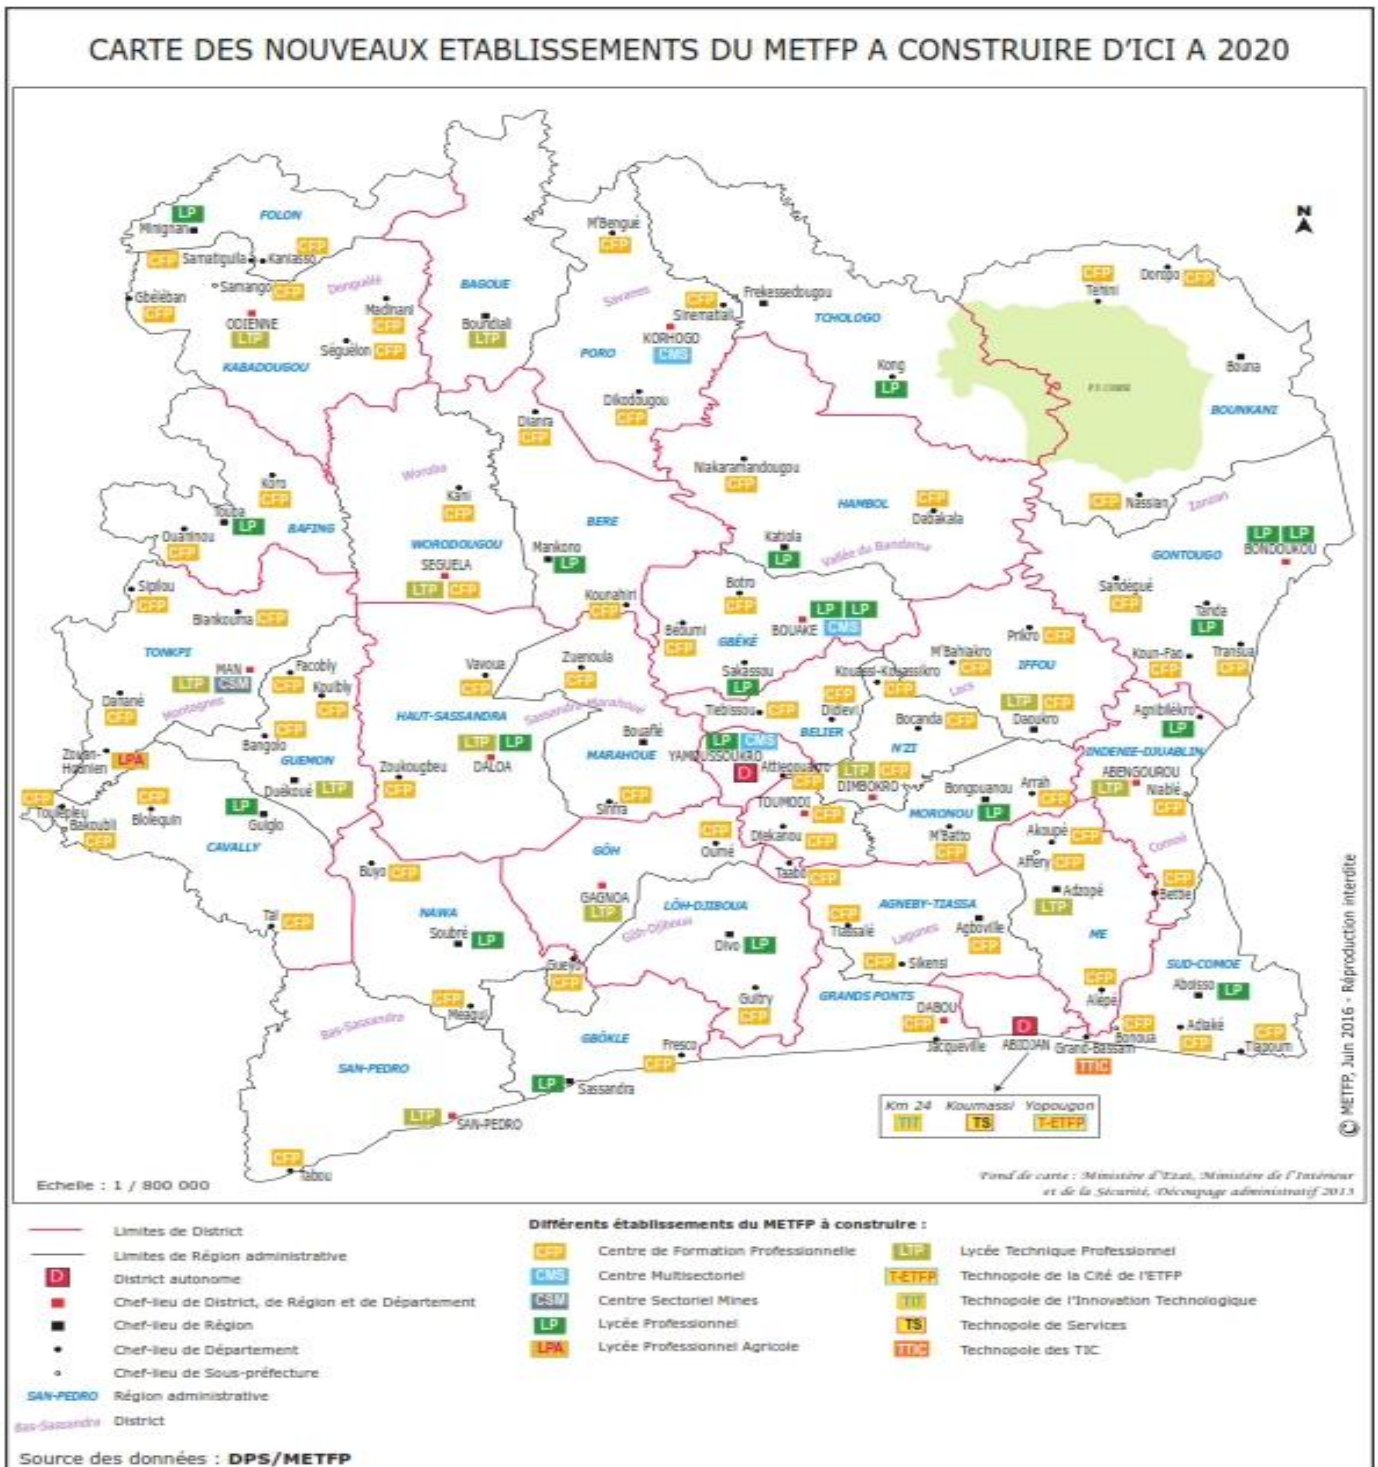 CARTE DES NOUVEAUX ETABLISSEMENTS DU METFP A CONSTRUIRE D'ICI A 2020
N
LP
Minignan
FOLON
CFP
CFP
Samatiguila
Kaniasso
Samango
CFP
Denguélé
Gbéléban
CFP
Madinani
CFP
ODIENNE
LTP
Séguélon
CFP
KABADOUGOU
BAGOUE
Boundiali
LTP
M'Bengué
CFP
Savanes
CFP
Sinematiali
KORHOGO
CMS
PORO
Dikodougou
CFP
Frekessedougou
TCHOLOGO
Kong
LP
CFP
Tehini
Doropo
CFP
Bouna
BOUNKANI
CFP
Nassian
Zanzan
Dianra
CFP
Niakaramandougou
CFP
HAMBOL
CFP
Dabakala
Katiola
LP
Vallée du Bandama
Koro
CFP
Touba
LP
BAFING
Ouaninou
CFP
Woroba
Kani
CFP
WORODOUGOU
SEGUELA
LTP
CFP
BERE
Mankono
LP
Kounahiri
CFP
LP
LP
BONDOUKOU
GONTOUGO
Sandégué
CFP
Tanda
LP
Koun-Fao
CFP
Transua
CFP
Sipilou
CFP
Biankouma
CFP
TONKPI
MAN
LTP
CSM
Montagnes
Danané
CFP
Facobly
CFP
Kouibly
CFP
CFP
Bangolo
GUEMON
Duékoué
LTP
Zouan-
Hounien
LPA
CFP
Toulépleu
Bakoubli
CFP
CFP
Blolequin
LP
Guiglo
CAVALLY
Taï
CFP
Vavoua
CFP
Zuenoula
CFP
HAUT-SASSANDRA
Sassandra-Marahoué
LTP
LP
DALOA
Zoukougbeu
CFP
Bouaflé
MARAHOUE
Sinfra
CFP
Botro
CFP
LP
LP
BOUAKE
CMS
Béoumi
CFP
GBÊKÊ
Sakassou
LP
Tiebissou
CFP
CFP
Didievi
BELIER
LP
CMS
YAMOUSSOUKRO
D
Attiegouakro
CFP
TOUMODI
CFP
Diekanou
CFP
Prikro
CFP
M'Bahiakro
CFP
IFFOU
Kouassi-Kouassikro
CFP
Lacs
Bocanda
CFP
LTP
CFP
Daoukro
N'ZI
LTP
CFP
DIMBOKRO
Bongouanou
LP
MORONOU
M'Batto
CFP
Arrah
CFP
Agnibilékro
LP
INDENIE-DJUABLIN
ABENGOUROU
LTP
Niablé
CFP
Comoé
CFP
Bettie
Akoupé
CFP
Affery
CFP
Adzopé
LTP
ME
CFP
Alépé
Buyo
CFP
NAWA
Soubré
LP
CFP
Meagui
GÔH
CFP
Oumé
GAGNOA
LTP
Gôh-Djiboua
Gueyo
CFP
LÔH-DJIBOUA
Divo
LP
Guitry
CFP
Taabo
CFP
CFP
Tiassalé
AGNEBY-TIASSA
Lagunes
Agboville
CFP
CFP
Sikensi
GRANDS PONTS
DABOU
CFP
Jacqueville
D
ABIDJAN
Grand-Bassam
TTIC
CFP
Bonoua
SUD-COMOE
Aboisso
LP
Adiaké
CFP
CFP
Tiapoum
Bas-Sassandra
SAN-PEDRO
GBÔKLE
Fresco
CFP
LP
Sassandra
LTP
SAN-PEDRO
CFP
Tabou
Km 24
Koumassi
Yopougon
TIT
TS
T-ETFP
© METFP, Juin 2016 - Réproduction interdite
Echelle : 1 / 800 000
Fond de carte : Ministère d'Etat, Ministère de l'Intérieur
et de la Sécurité, Découpage administratif 2013
Limites de District
Limites de Région administrative
D District autonome
Chef-lieu de District, de Région et de Département
Chef-lieu de Région
Chef-lieu de Département
Chef-lieu de Sous-préfecture
SAN-PEDRO Région administrative
Bas-Sassandra District
Différents établissements du METFP à construire :
CFP Centre de Formation Professionnelle
CMS Centre Multisectoriel
CSM Centre Sectoriel Mines
LP Lycée Professionnel
LPA Lycée Professionnel Agricole
LTP Lycée Technique Professionnel
T-ETFP Technopole de la Cité de l'ETFP
TIT Technopole de l'Innovation Technologique
TS Technopole de Services
TTIC Technopole des TIC
Source des données : DPS/METFP